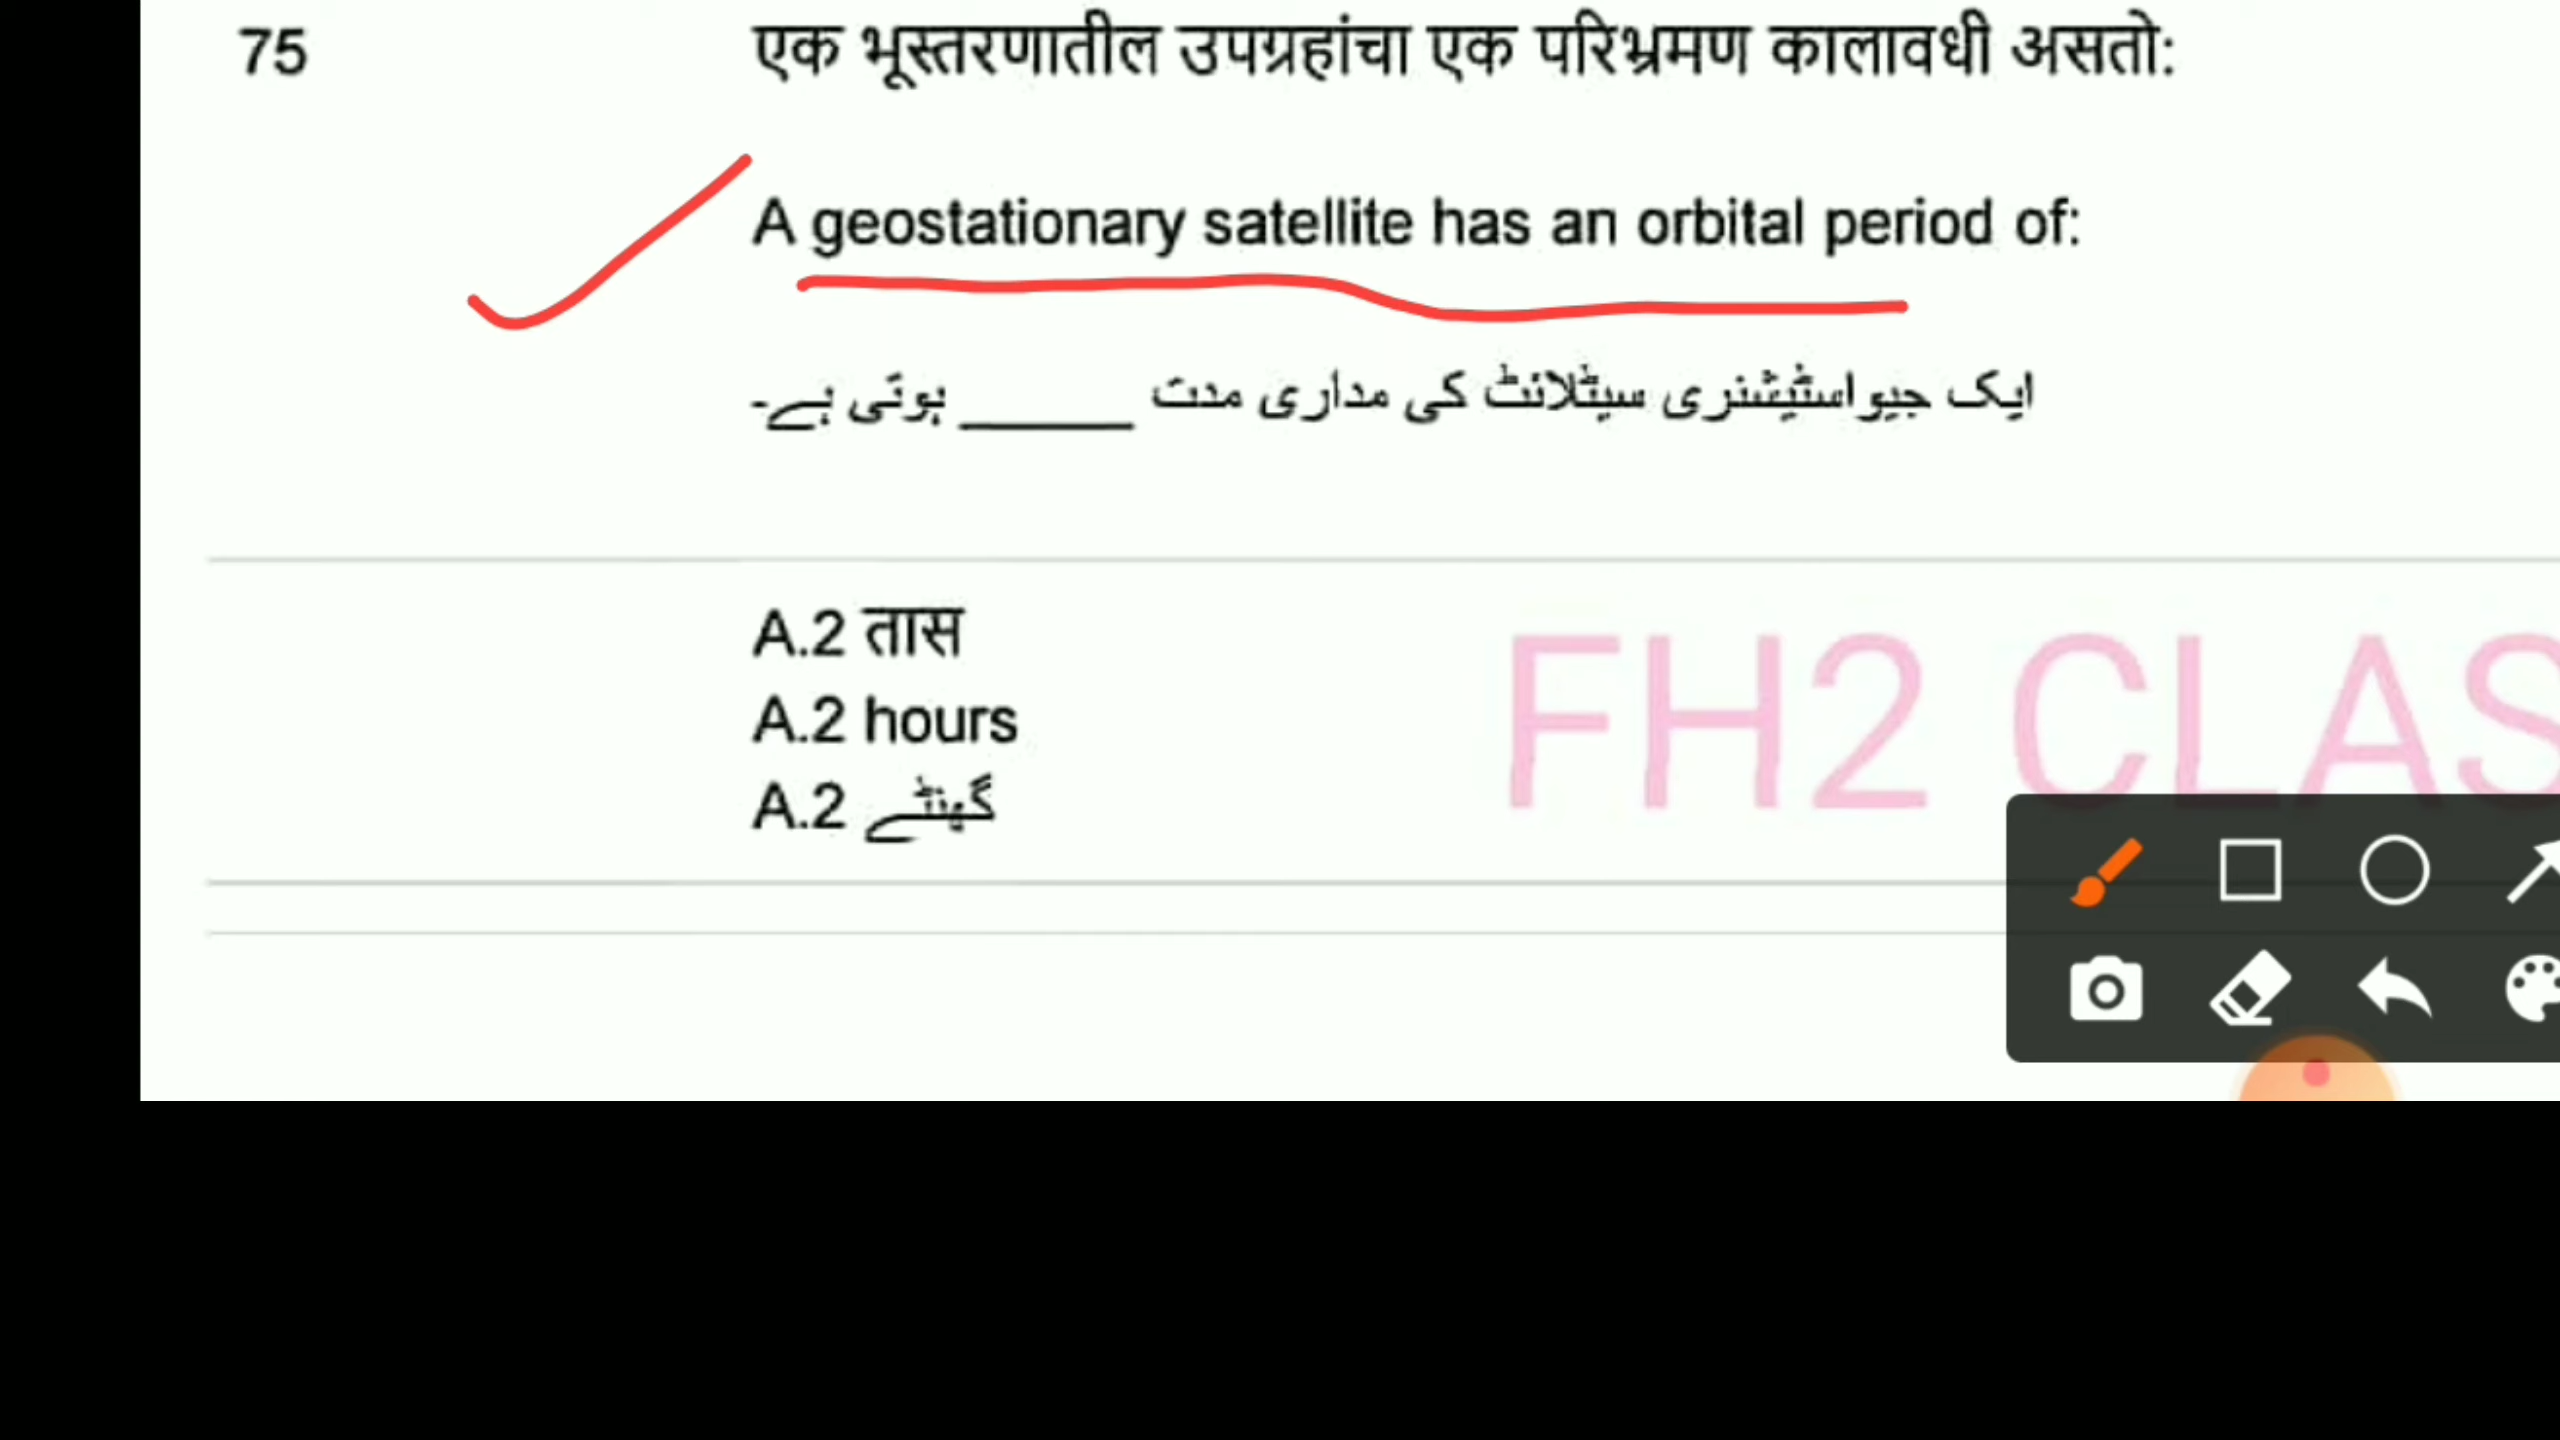 75
एक भूस्तरणातील उपग्रहांचा एक परिभ्रमण कालावधी असतो:
A geostationary satellite has an orbital period of:
ایک جیواسٹیشنری سیٹلائٹ کی مداری مدت _____ ہوتی ہے۔
A.2 तास
A.2 hours
A.2 گھنٹے
FH2 CLAS